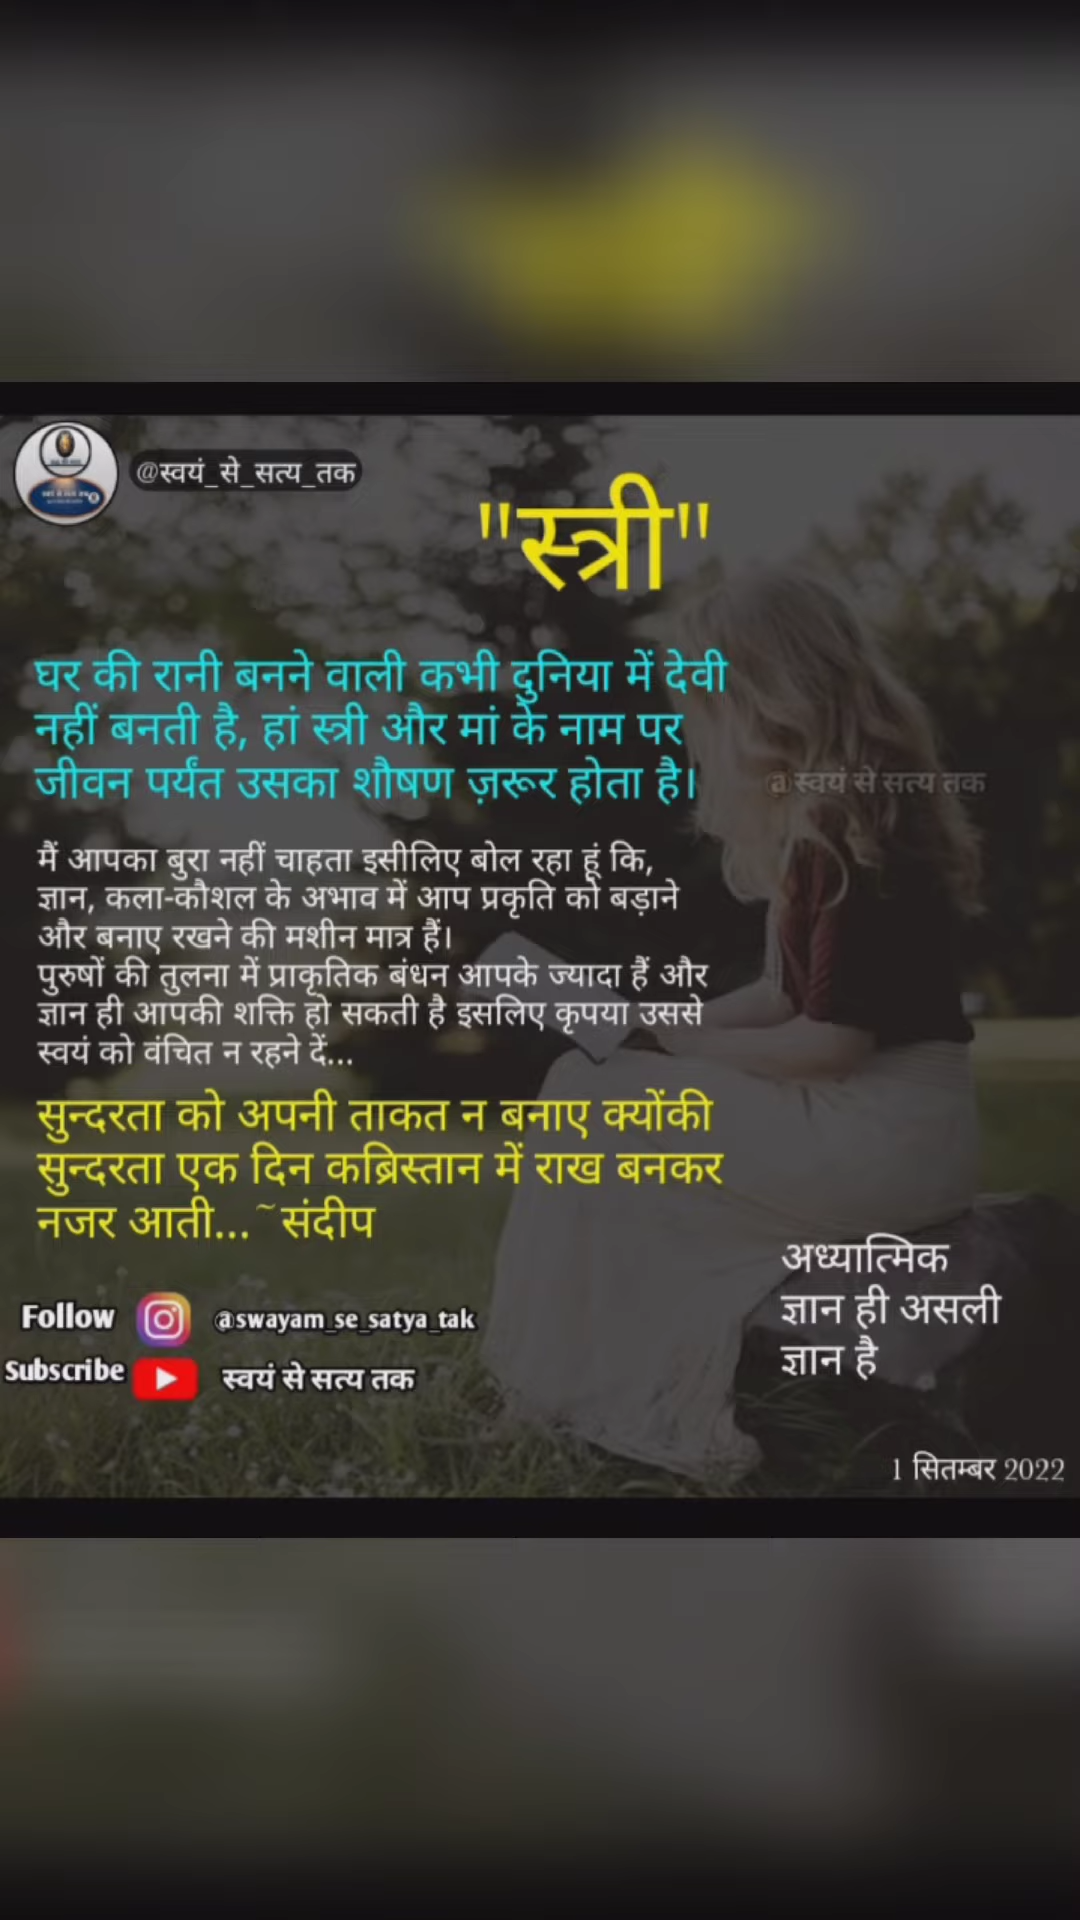 @स्वयं_से_सत्य_तक
"स्त्री"
घर की रानी बनने वाली कभी दुनिया में देवी
नहीं बनती है, हां स्त्री और मां के नाम पर
जीवन पर्यंत उसका शौषण ज़रूर होता है।
@स्वयं से सत्य तक
मैं आपका बुरा नहीं चाहता इसीलिए बोल रहा हूं कि,
ज्ञान, कला-कौशल के अभाव में आप प्रकृति को बड़ाने
और बनाए रखने की मशीन मात्र हैं।
पुरुषों की तुलना में प्राकृतिक बंधन आपके ज्यादा हैं और
ज्ञान ही आपकी शक्ति हो सकती है इसलिए कृपया उससे
स्वयं को वंचित न रहने दें...
सुन्दरता को अपनी ताकत न बनाए क्योंकी
सुन्दरता एक दिन कब्रिस्तान में राख बनकर
नजर आती...~संदीप
अध्यात्मिक
ज्ञान ही असली
ज्ञान है
Follow @swayam_se_satya_tak
Subscribe स्वयं से सत्य तक
1 सितम्बर 2022